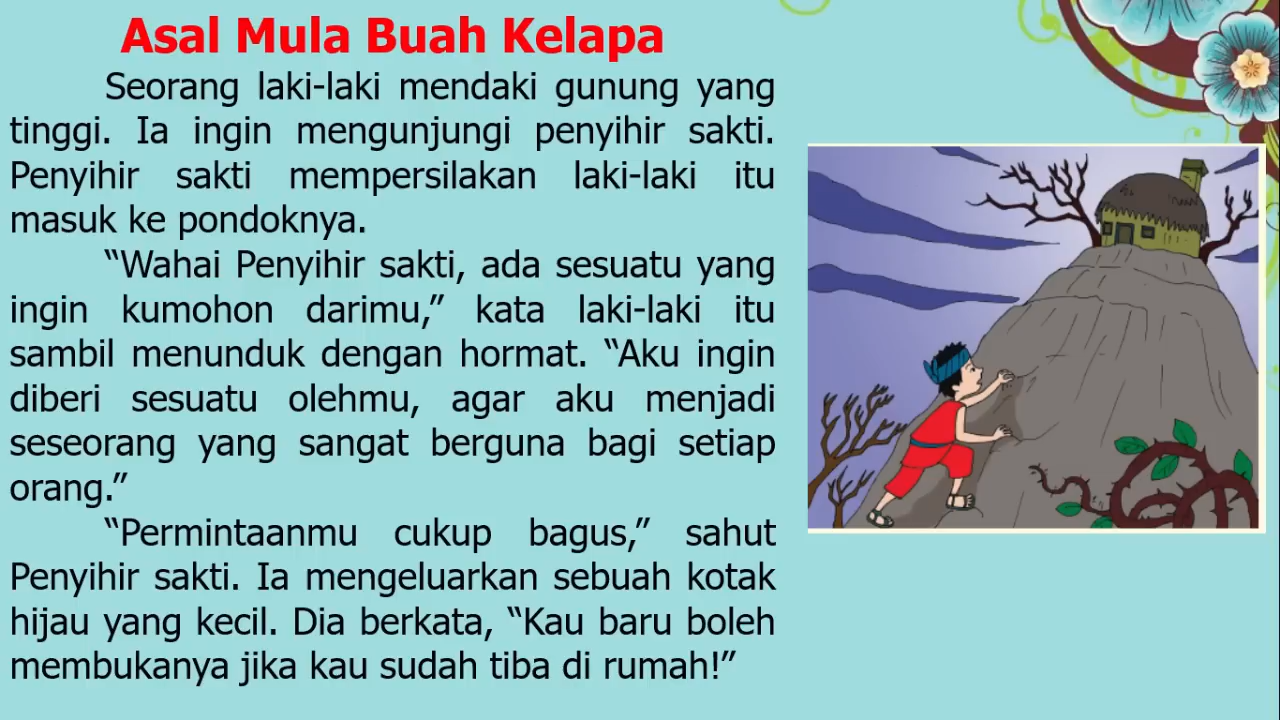 Asal Mula Buah Kelapa
Seorang laki-laki mendaki gunung yang
tinggi. Ia ingin mengunjungi penyihir sakti.
Penyihir sakti mempersilakan laki-laki itu
masuk ke pondoknya.
“Wahai Penyihir sakti, ada sesuatu yang
ingin kumohon darimu,” kata laki-laki itu
sambil menunduk dengan hormat. “Aku ingin
diberi sesuatu olehmu, agar aku menjadi
seseorang yang sangat berguna bagi setiap
orang.”
“Permintaanmu cukup bagus,” sahut
Penyihir sakti. Ia mengeluarkan sebuah kotak
hijau yang kecil. Dia berkata, “Kau baru boleh
membukanya jika kau sudah tiba di rumah!”